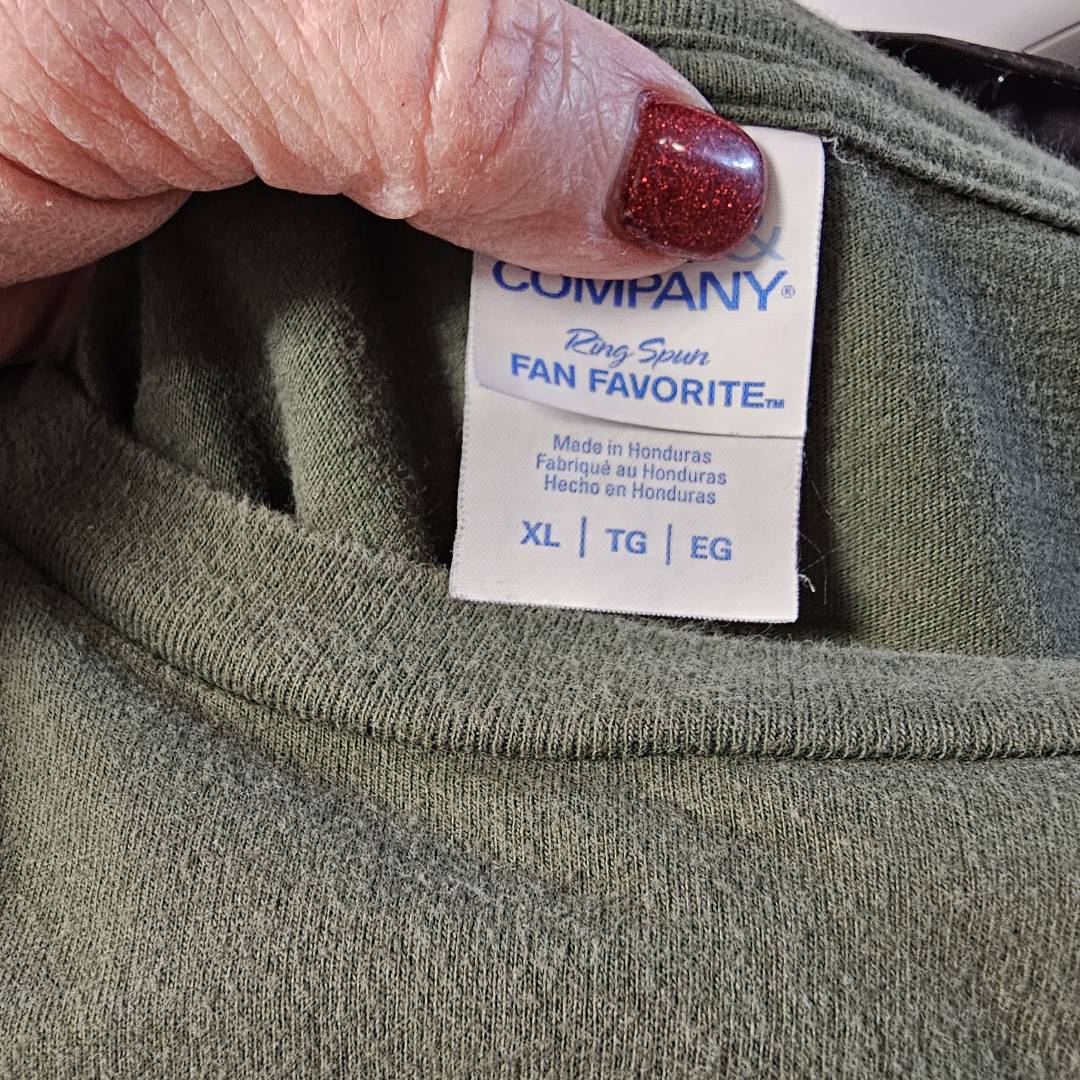 &
COMPANY®
Ring Spun
FAN FAVORITE™
Made in Honduras
Fabriqué au Honduras
Hecho en Honduras
XL | TG | EG